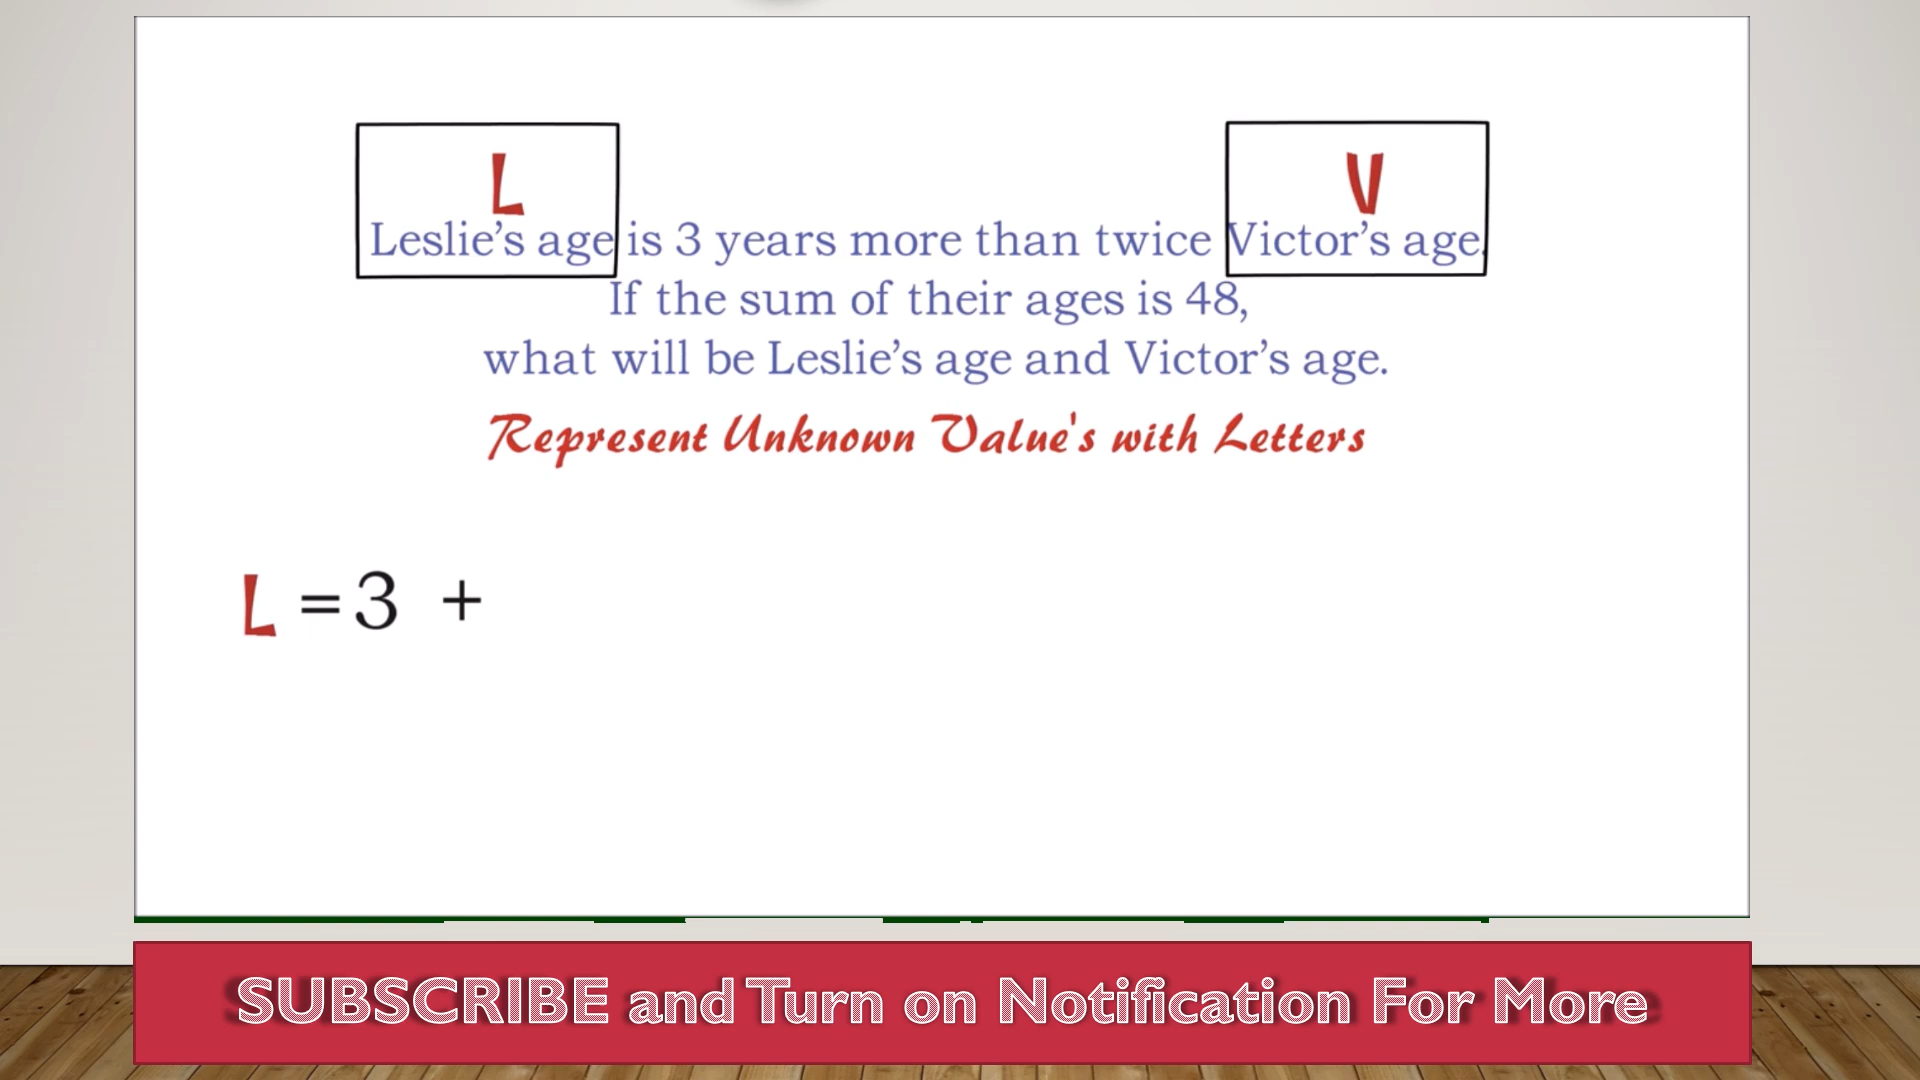 L V
Leslie's age is 3 years more than twice Victor's age.
If the sum of their ages is 48,
what will be Leslie's age and Victor's age.
Represent Unknown Value's with Letters
L = 3 +
SUBSCRIBE and Turn on Notification For More